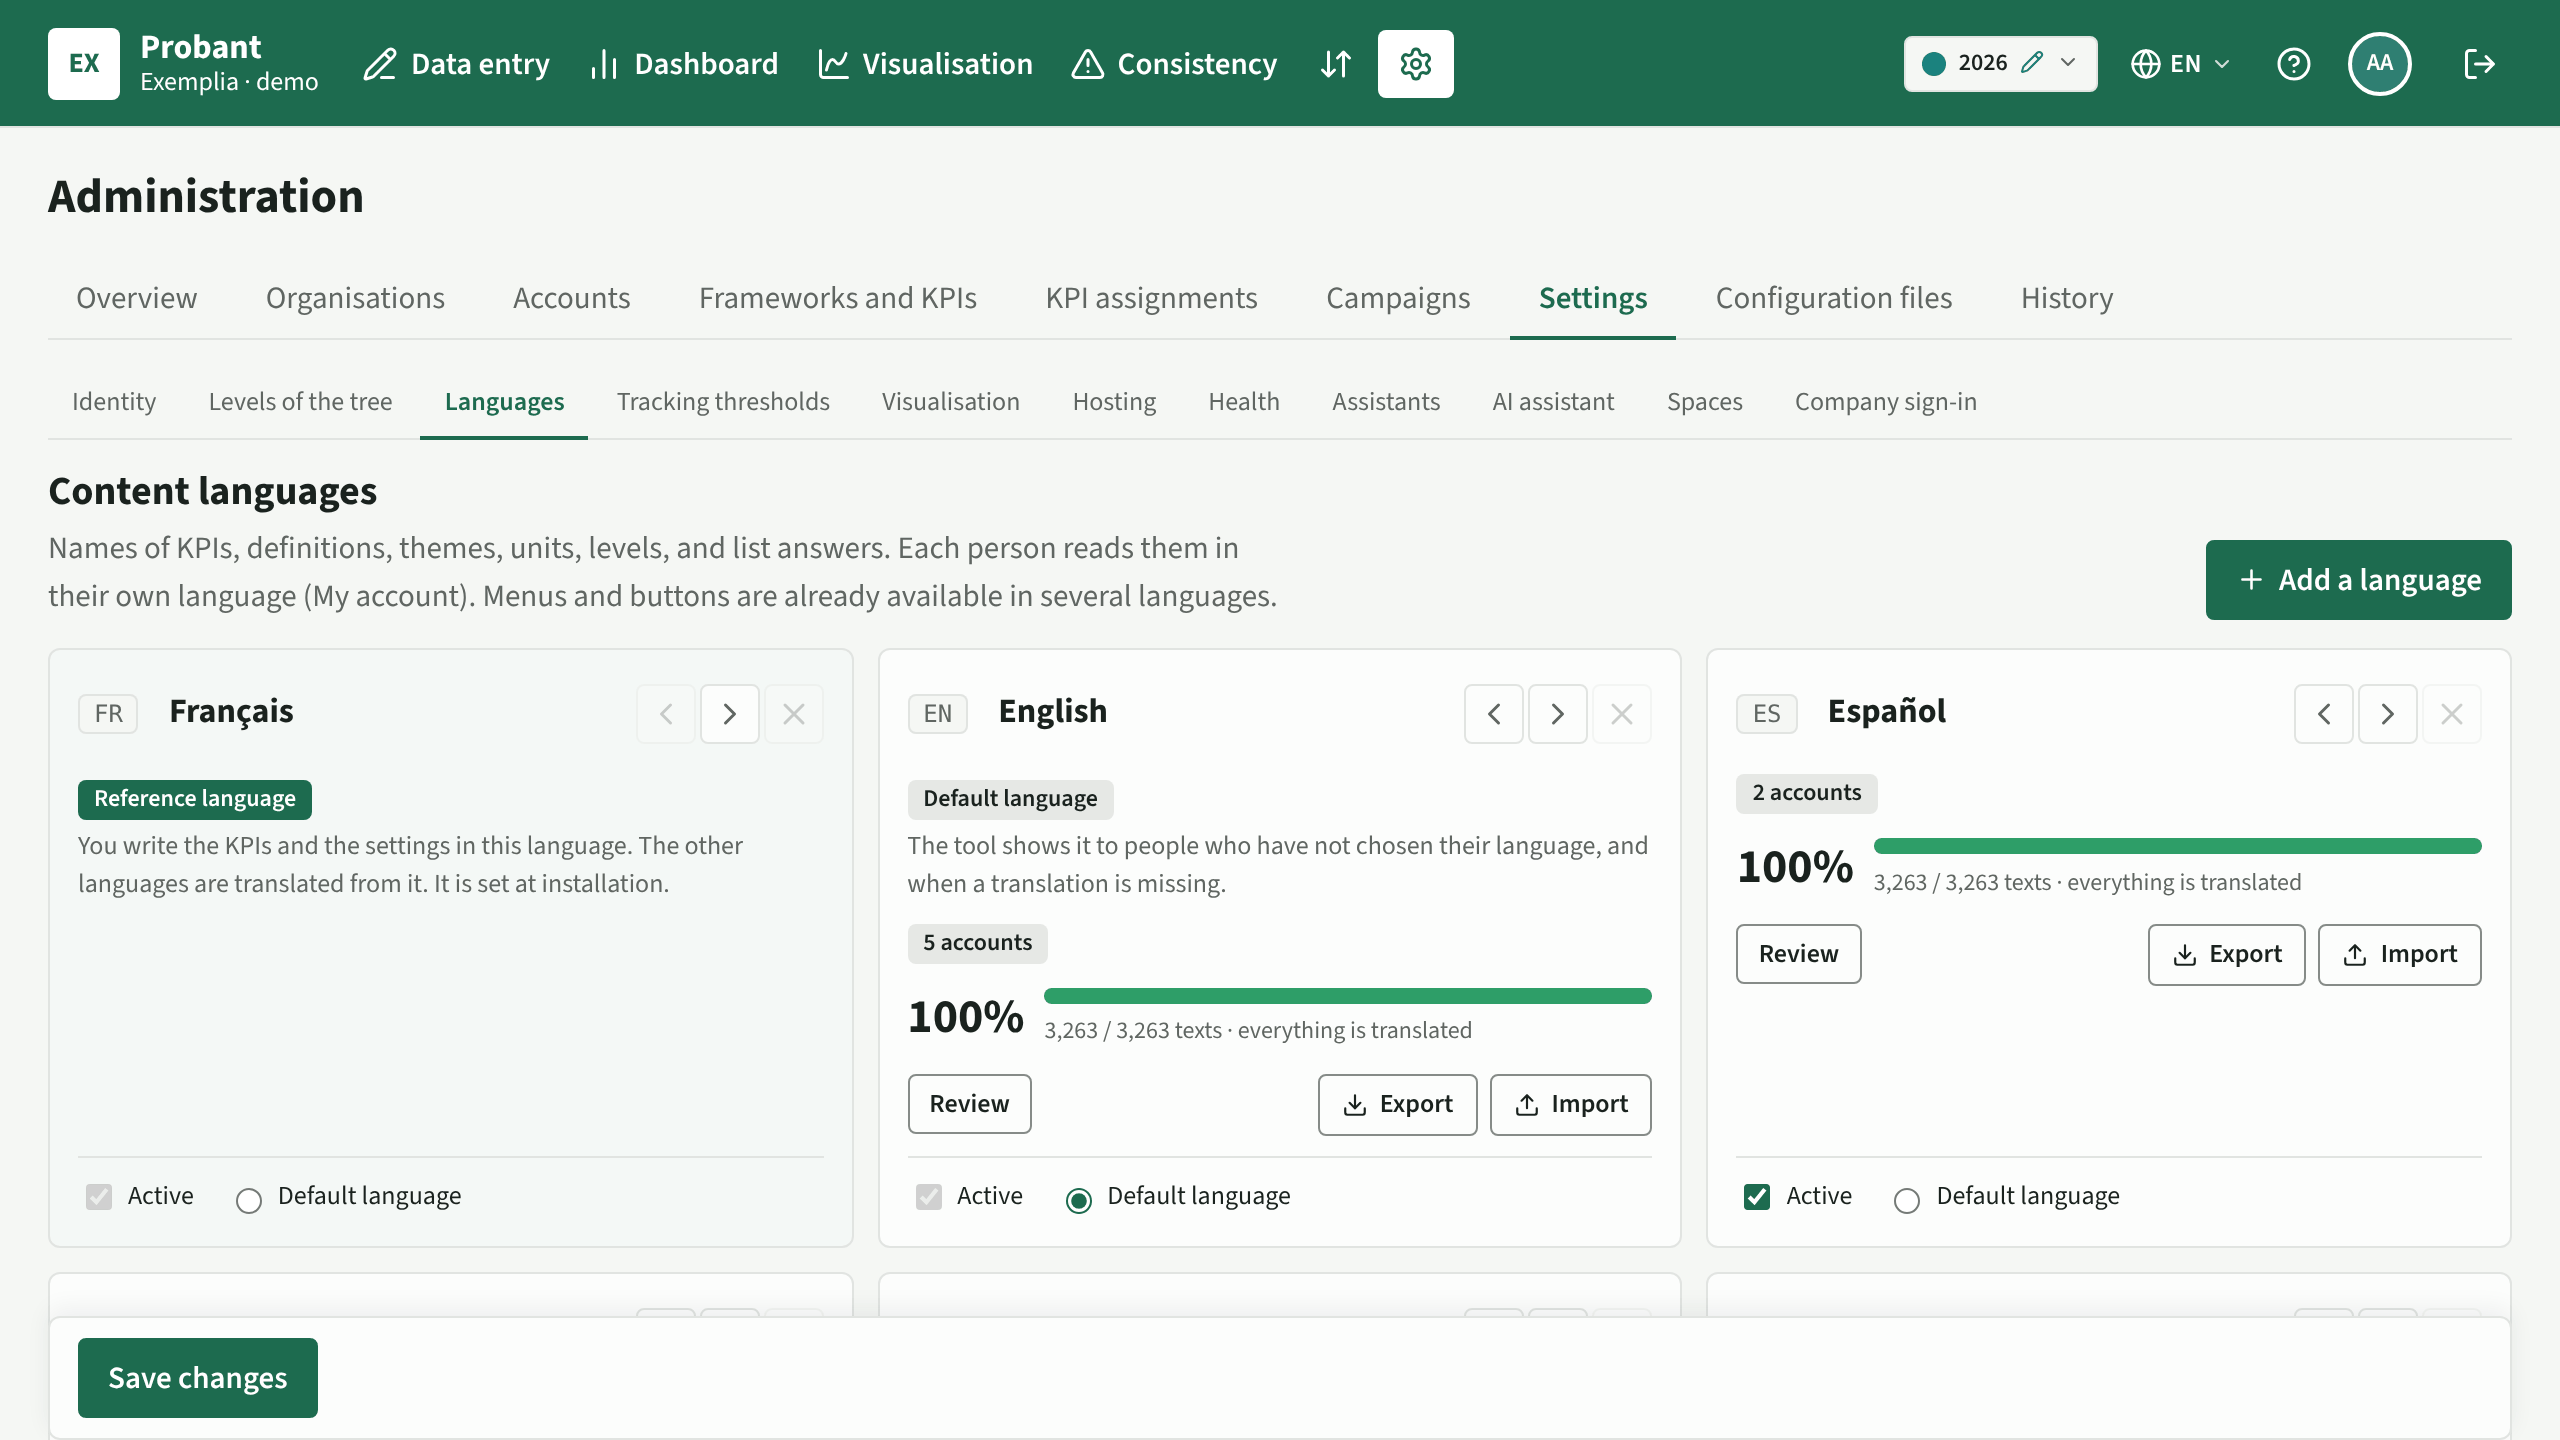 EX
Probant
Exemplia · demo
Data entry
Dashboard
Visualisation
Consistency
2026
EN
AA
Administration
Overview
Organisations
Accounts
Frameworks and KPIs
KPI assignments
Campaigns
Settings
Configuration files
History
Identity
Levels of the tree
Languages
Tracking thresholds
Visualisation
Hosting
Health
Assistants
AI assistant
Spaces
Company sign-in
Content languages
Names of KPIs, definitions, themes, units, levels, and list answers. Each person reads them in
their own language (My account). Menus and buttons are already available in several languages.
Add a language
FR
Français
Reference language
You write the KPIs and the settings in this language. The other
languages are translated from it. It is set at installation.
Active
Default language
EN
English
Default language
The tool shows it to people who have not chosen their language, and
when a translation is missing.
5 accounts
100%
3,263 / 3,263 texts · everything is translated
Review
Export
Import
Active
Default language
ES
Español
2 accounts
100%
3,263 / 3,263 texts · everything is translated
Review
Export
Import
Active
Default language
Save changes